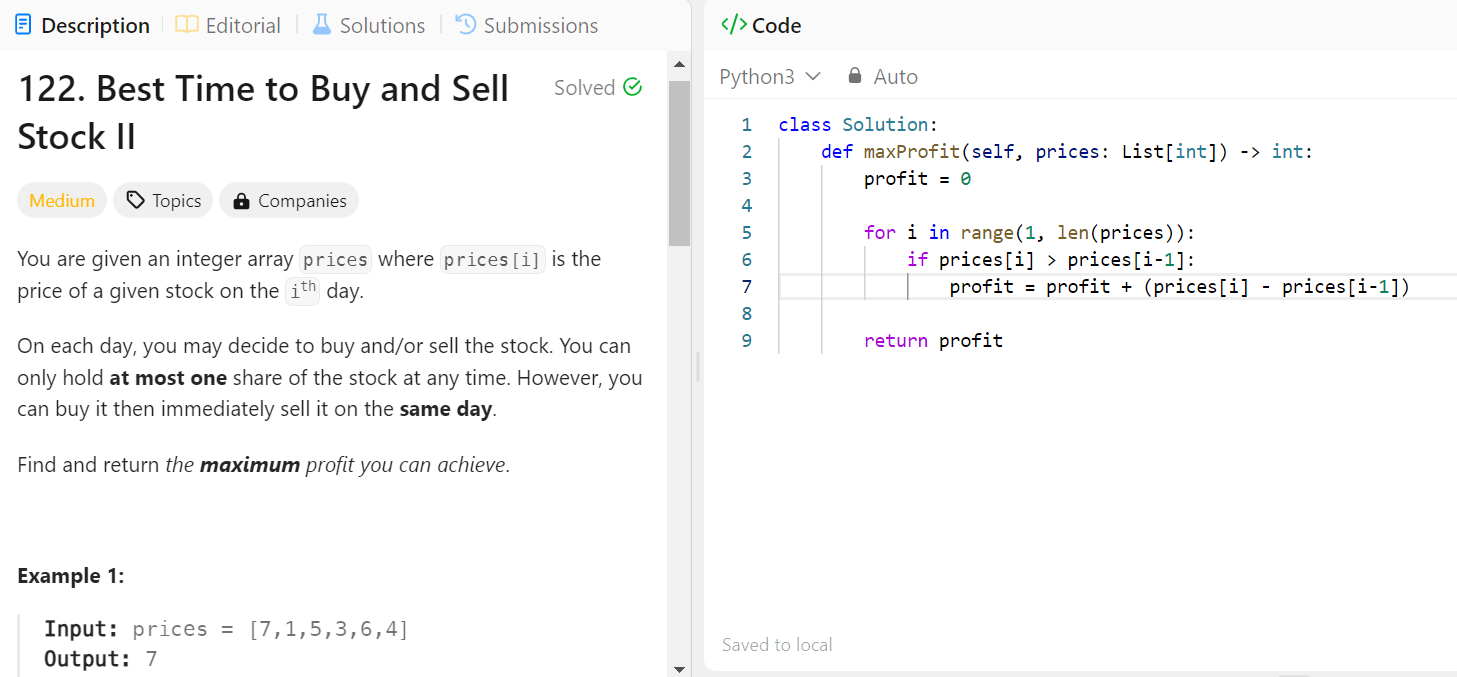 Description
Editorial
Solutions
Submissions
122. Best Time to Buy and Sell
Stock II
Solved
Medium
Topics
Companies
You are given an integer array prices where prices[i] is the
price of a given stock on the ith day.
On each day, you may decide to buy and/or sell the stock. You can
only hold at most one share of the stock at any time. However, you
can buy it then immediately sell it on the same day.
Find and return the maximum profit you can achieve.
Example 1:
Input: prices = [7,1,5,3,6,4]
Output: 7
</> Code
Python3
Auto
1 class Solution:
2     def maxProfit(self, prices: List[int]) -> int:
3         profit = 0
4
5         for i in range(1, len(prices)):
6             if prices[i] > prices[i-1]:
7                 profit = profit + (prices[i] - prices[i-1])
8
9         return profit
Saved to local